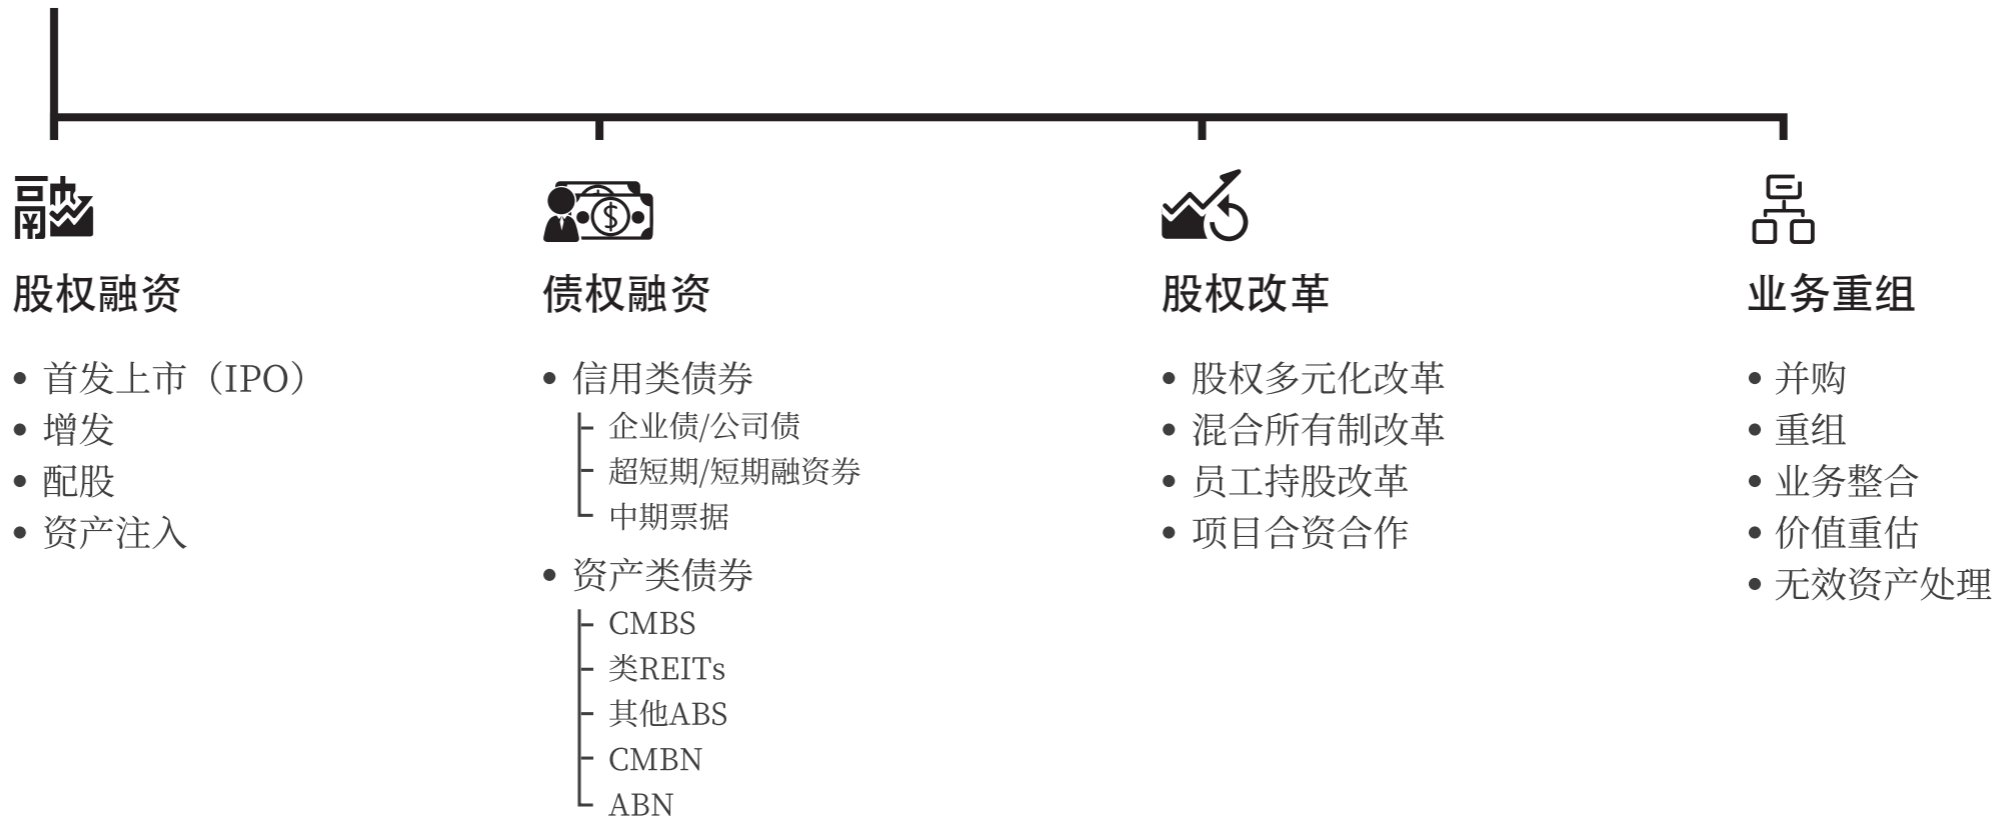 融
股权融资
首发上市（IPO）
增发
配股
资产注入
$
债权融资
信用类债券
企业债/公司债
超短期/短期融资券
中期票据
资产类债券
CMBS
类REITs
其他ABS
CMBN
ABN
股权改革
股权多元化改革
混合所有制改革
员工持股改革
项目合资合作
业务重组
并购
重组
业务整合
价值重估
无效资产处理